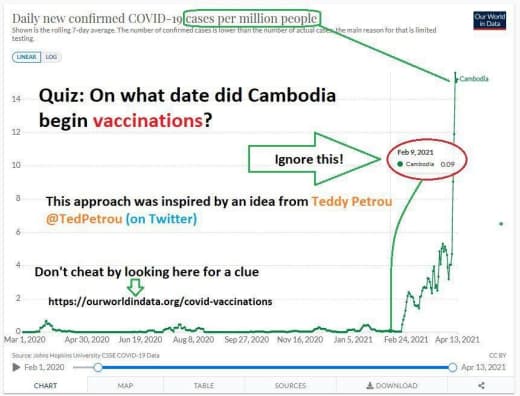 Daily new confirmed COVID-19 cases per million people
Shown is the rolling 7-day average. The number of confirmed cases is lower than the number of actual cases; the main reason for that is limited
testing.
Our World
in Data
LINEAR LOG
Cambodia
14
Quiz: On what date did Cambodia
begin vaccinations?
12
Ignore this!
Feb 9, 2021
Cambodia 0.09
10
8
This approach was inspired by an idea from Teddy Petrou
@TedPetrou (on Twitter)
6
4
Don't cheat by looking here for a clue
2
https://ourworldindata.org/covid-vaccinations
0
Mar 1, 2020 Apr 30, 2020 Jun 19, 2020 Aug 8, 2020 Sep 27, 2020 Nov 16, 2020 Jan 5, 2021 Feb 24, 2021 Apr 13, 2021
Source: Johns Hopkins University CSSE COVID-19 Data
CC BY
Feb 1, 2020 Apr 13, 2021
CHART MAP TABLE SOURCES DOWNLOAD